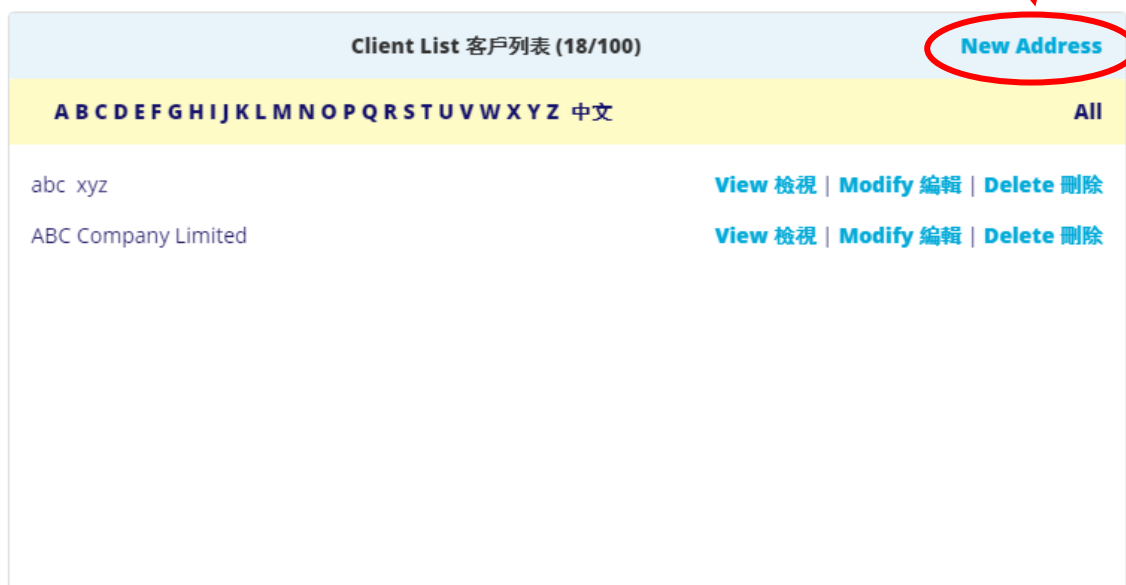 Client List 客戶列表 (18/100) New Address
A B C D E F G H I J K L M N O P Q R S T U V W X Y Z 中文 All
abc xyz View 檢視 | Modify 編輯 | Delete 刪除
ABC Company Limited View 檢視 | Modify 編輯 | Delete 刪除